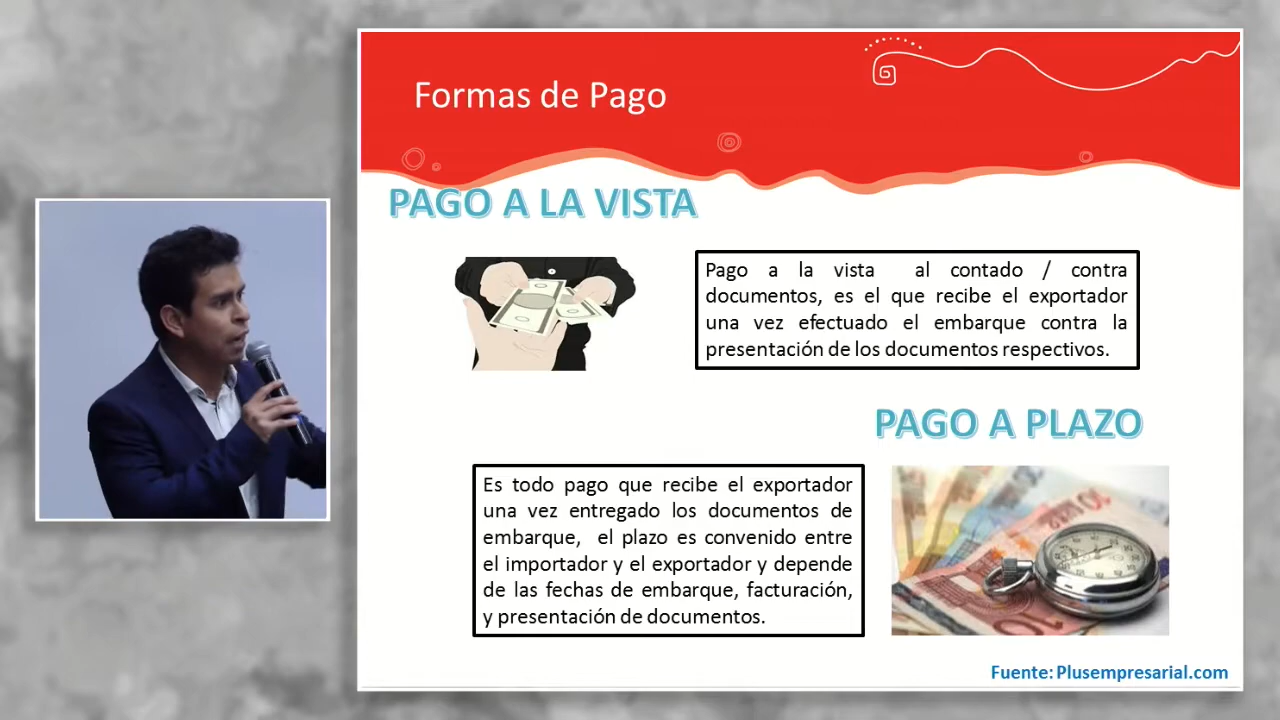 Formas de Pago
PAGO A LA VISTA
Pago a la vista al contado / contra
documentos, es el que recibe el exportador
una vez efectuado el embarque contra la
presentación de los documentos respectivos.
PAGO A PLAZO
Es todo pago que recibe el exportador
una vez entregado los documentos de
embarque, el plazo es convenido entre
el importador y el exportador y depende
de las fechas de embarque, facturación,
y presentación de documentos.
Fuente: Plusempresarial.com